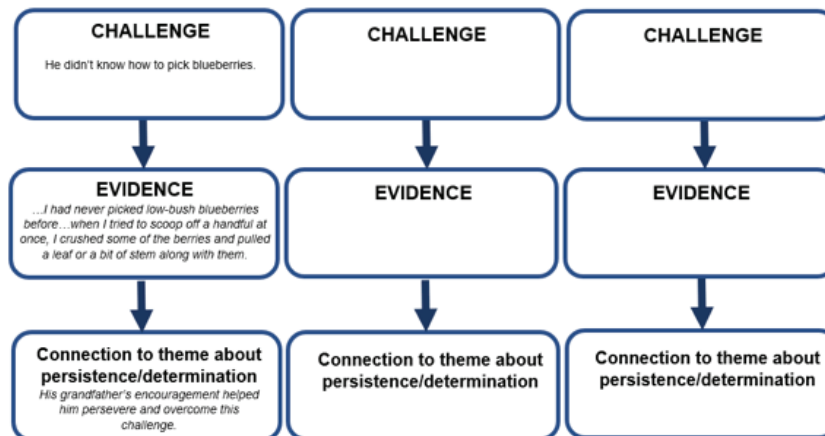 CHALLENGE
He didn't know how to pick blueberries.
EVIDENCE
…I had never picked low-bush blueberries
before…when I tried to scoop off a handful at
once, I crushed some of the berries and pulled
a leaf or a bit of stem along with them.
Connection to theme about
persistence/determination
His grandfather's encouragement helped
him persevere and overcome this
challenge.
CHALLENGE
EVIDENCE
Connection to theme about
persistence/determination
CHALLENGE
EVIDENCE
Connection to theme about
persistence/determination